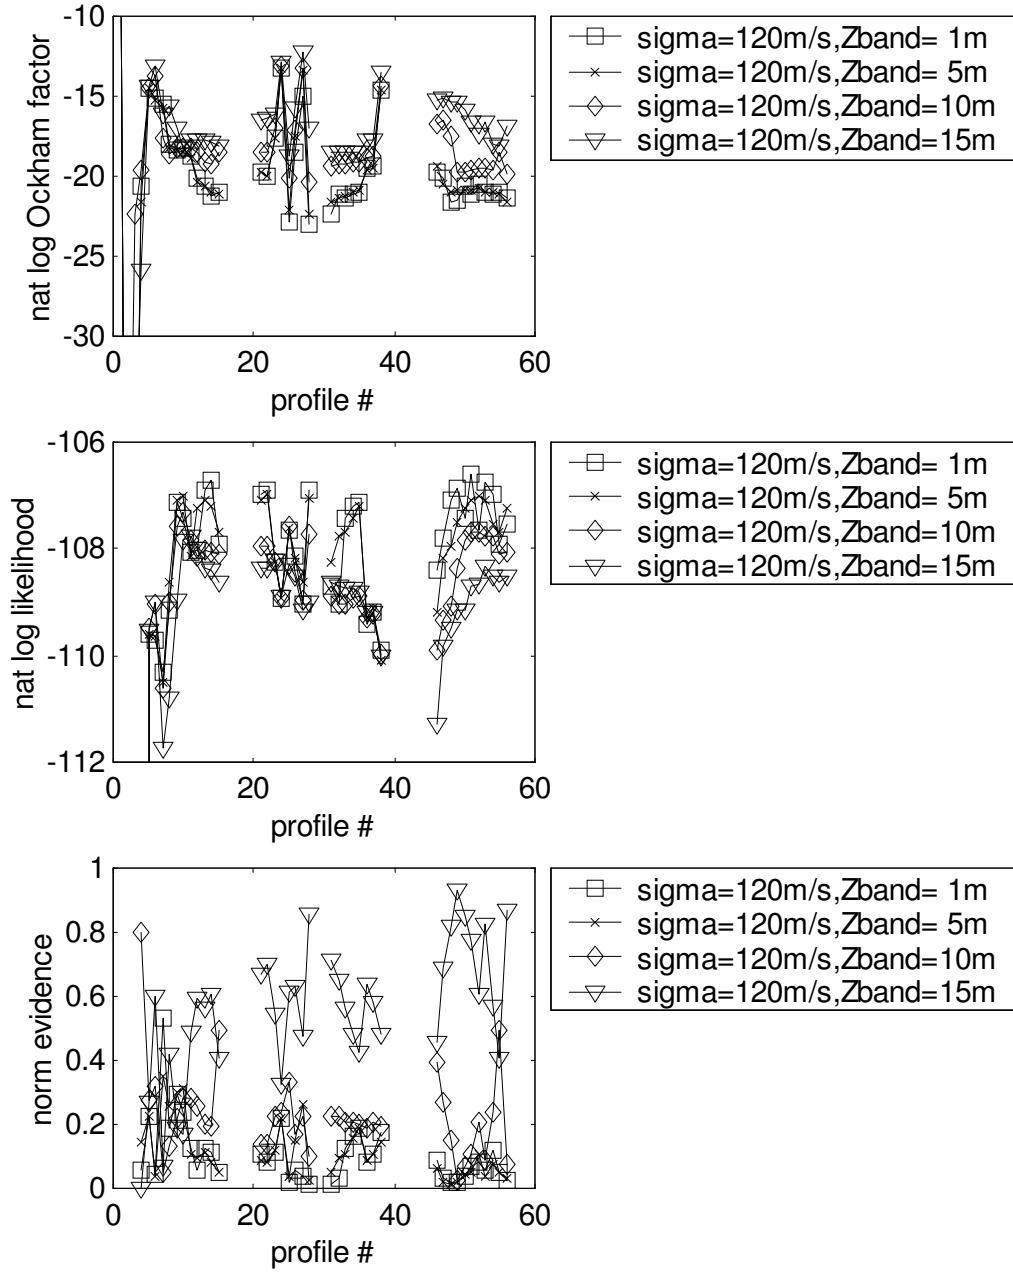 -10
-15
-20
-25
-30
nat log Ockham factor
0
20
40
60
profile #
sigma=120m/s,Zband= 1m
sigma=120m/s,Zband= 5m
sigma=120m/s,Zband=10m
sigma=120m/s,Zband=15m
-106
-108
-110
-112
nat log likelihood
0
20
40
60
profile #
sigma=120m/s,Zband= 1m
sigma=120m/s,Zband= 5m
sigma=120m/s,Zband=10m
sigma=120m/s,Zband=15m
1
0.8
0.6
0.4
0.2
0
norm evidence
0
20
40
60
profile #
sigma=120m/s,Zband= 1m
sigma=120m/s,Zband= 5m
sigma=120m/s,Zband=10m
sigma=120m/s,Zband=15m